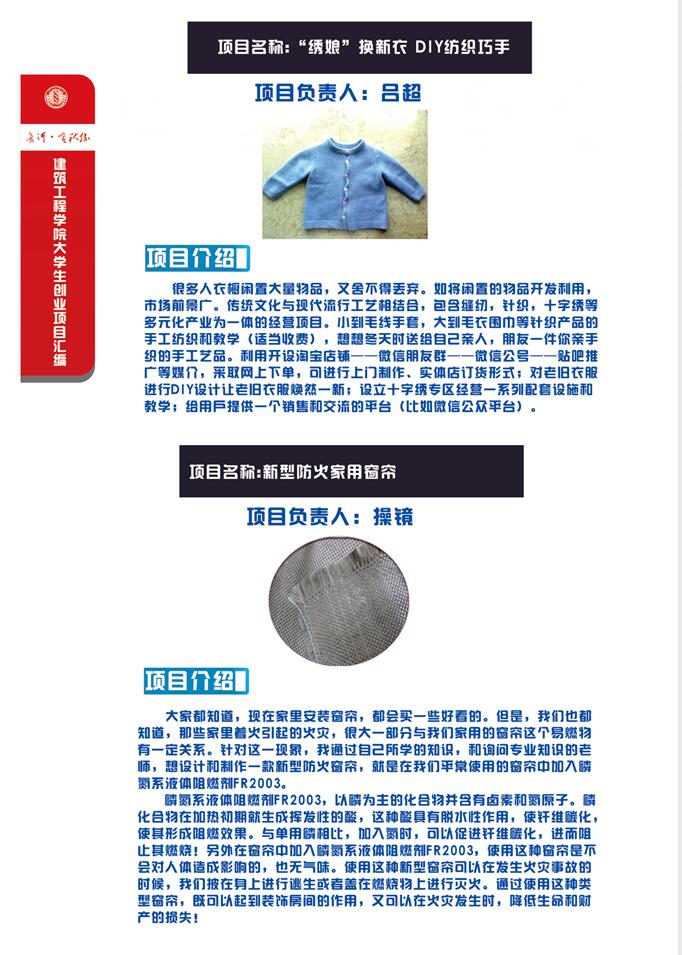 项目名称：“绣娘”换新衣 DIY纺织巧手
项目负责人：吕超
建筑工程学院大学生创业项目汇编
项目介绍
很多人衣橱闲置大量物品，又舍不得丢弃。如将闲置的物品开发利用，
市场前景广。传统文化与现代流行工艺相结合，包含缝纫，针织，十字绣等
多元化产业为一体的经营项目。小到毛线手套，大到毛衣围巾等针织产品的
手工纺织和教学（适当收费），想想冬天时送给自己亲人，朋友一件你亲手
织的手工艺品。利用开设淘宝店铺——微信朋友群——微信公号——贴吧推
广等媒介，采取网上下单，可进行上门制作、实体店订货形式；对老旧衣服
进行DIY设计让老旧衣服焕然一新；设立十字绣专区经营一系列配套设施和
教学；给用户提供一个销售和交流的平台（比如微信公众平台）。
项目名称:新型防火家用窗帘
项目负责人：操镜
项目介绍
大家都知道，现在家里安装窗帘，都会买一些好看的。但是，我们也都
知道，那些家里着火引起的火灾，很大一部分与我们家用的窗帘这个易燃物
有一定关系。针对这一现象，我通过自己所学的知识，和询问专业知识的老
师，想设计和制作一款新型防火窗帘，就是在我们平常使用的窗帘中加入磷
氮系液体阻燃剂FR2003。
磷氮系液体阻燃剂FR2003，以磷为主的化合物并含有卤素和氮原子。磷
化合物在加热初期就生成挥发性的酸，这种酸具有脱水性作用，使钎维碳化，
使其形成阻燃效果。与单用磷相比，加入氮时，可以促进钎维碳化，进而阻
止其燃烧！另外在窗帘中加入磷氮系液体阻燃剂FR2003，使用这种窗帘是不
会对人体造成影响的，也无气味。使用这种新型窗帘可以在发生火灾事故的
时候，我们披在身上进行逃生或者盖在燃烧物上进行灭火。通过使用这种类
型窗帘，既可以起到装饰房间的作用，又可以在火灾发生时，降低生命和财
产的损失！